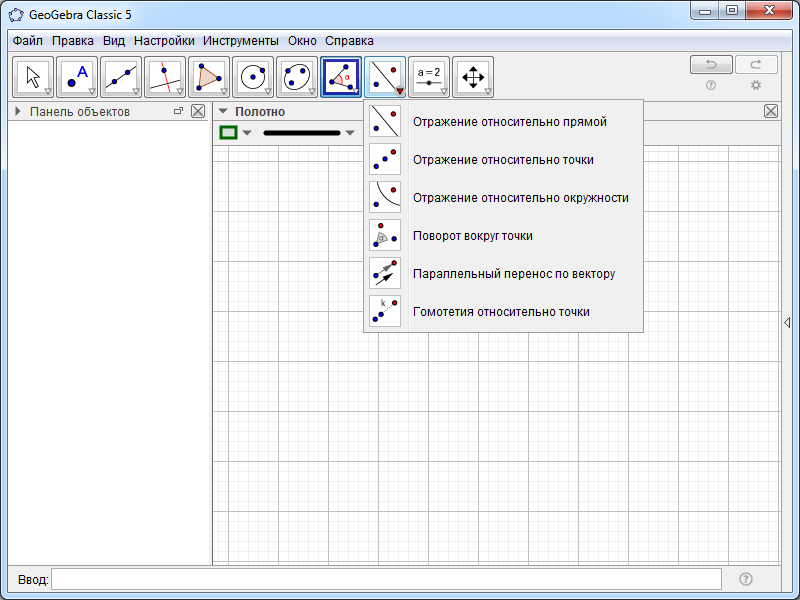 GeoGebra Classic 5
Файл Правка Вид Настройки Инструменты Окно Справка
A α a = 2
Панель объектов
Полотно
Отражение относительно прямой
Отражение относительно точки
Отражение относительно окружности
α Поворот вокруг точки
Параллельный перенос по вектору
k Гомотетия относительно точки
Ввод: